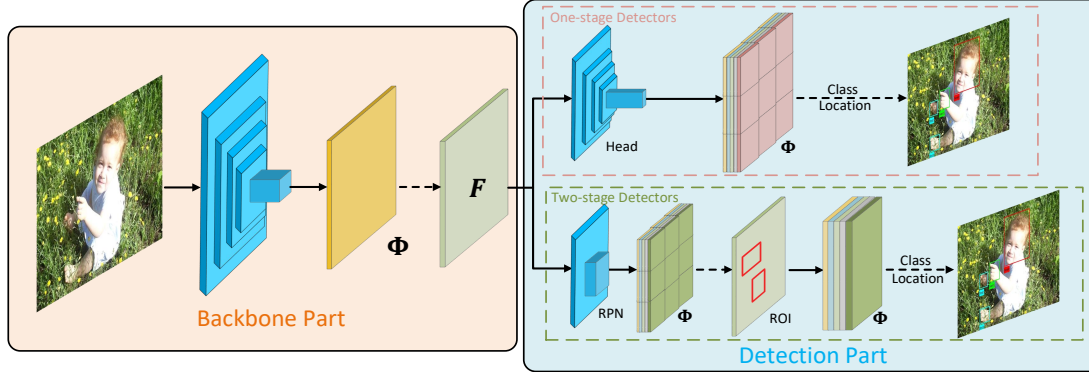 One-stage Detectors
Class
Location
Head
Φ
Φ
F
Backbone Part
Two-stage Detectors
Class
Location
RPN
Φ
ROI
Φ
Detection Part